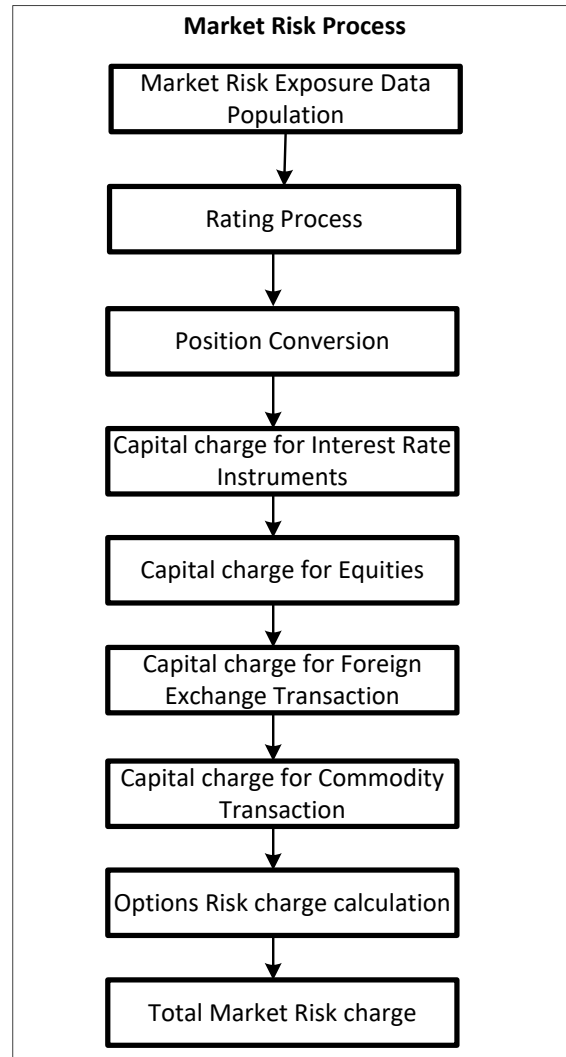 Market Risk Process
Market Risk Exposure Data
Population
Rating Process
Position Conversion
Capital charge for Interest Rate
Instruments
Capital charge for Equities
Capital charge for Foreign
Exchange Transaction
Capital charge for Commodity
Transaction
Options Risk charge calculation
Total Market Risk charge